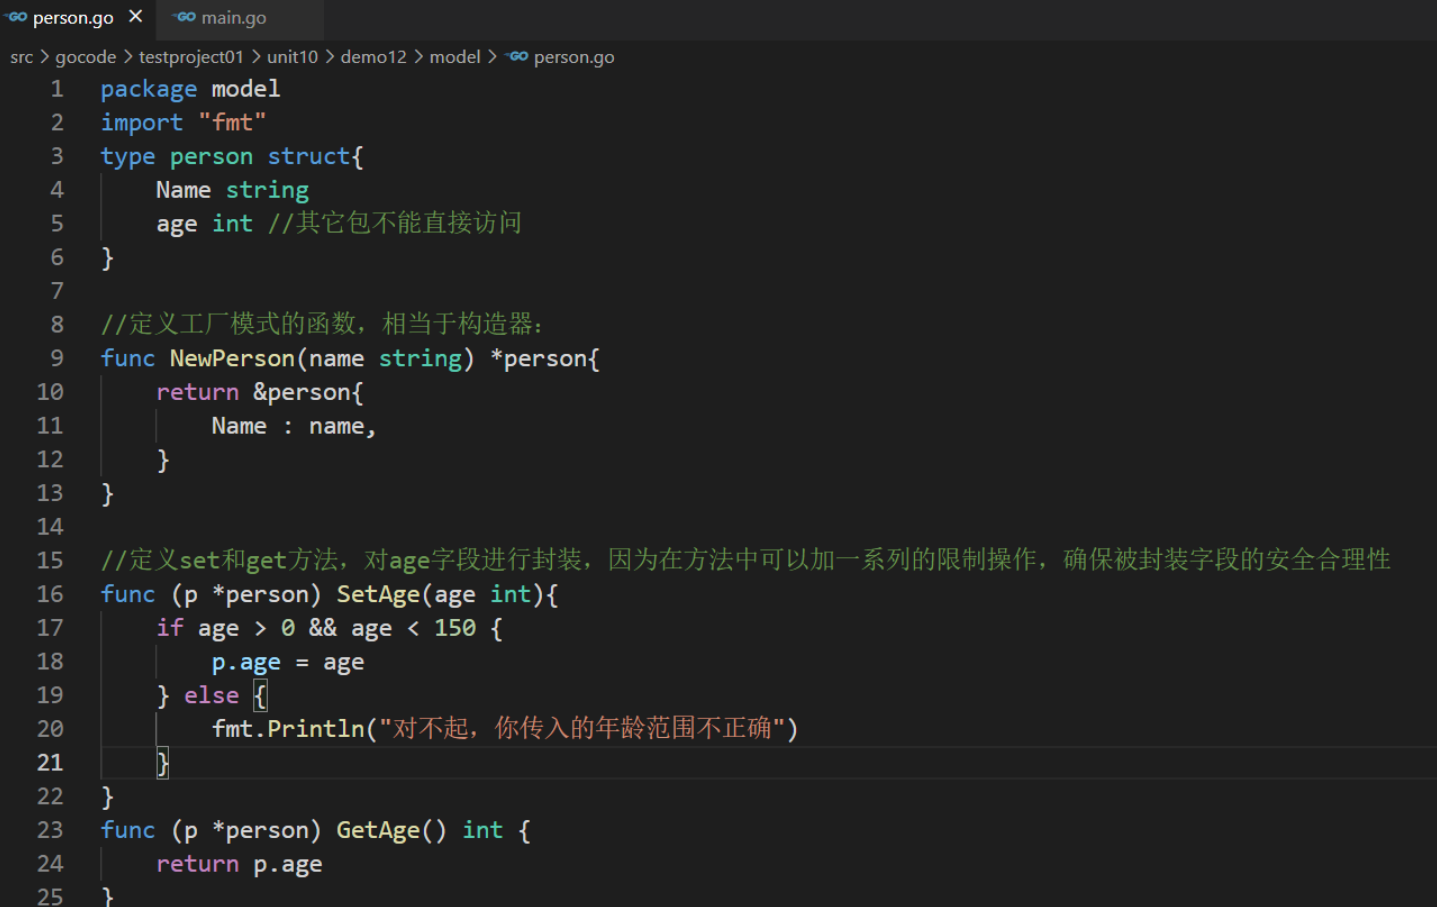 person.go ×
main.go
src > gocode > testproject01 > unit10 > demo12 > model > person.go
1 package model
2 import "fmt"
3 type person struct{
4     Name string
5     age int //其它包不能直接访问
6 }
7
8 //定义工厂模式的函数，相当于构造器：
9 func NewPerson(name string) *person{
10     return &person{
11         Name : name,
12     }
13 }
14
15 //定义set和get方法，对age字段进行封装，因为在方法中可以加一系列的限制操作，确保被封装字段的安全合理性
16 func (p *person) SetAge(age int){
17     if age > 0 && age < 150 {
18         p.age = age
19     } else {
20         fmt.Println("对不起，你传入的年龄范围不正确")
21     }
22 }
23 func (p *person) GetAge() int {
24     return p.age
25 }